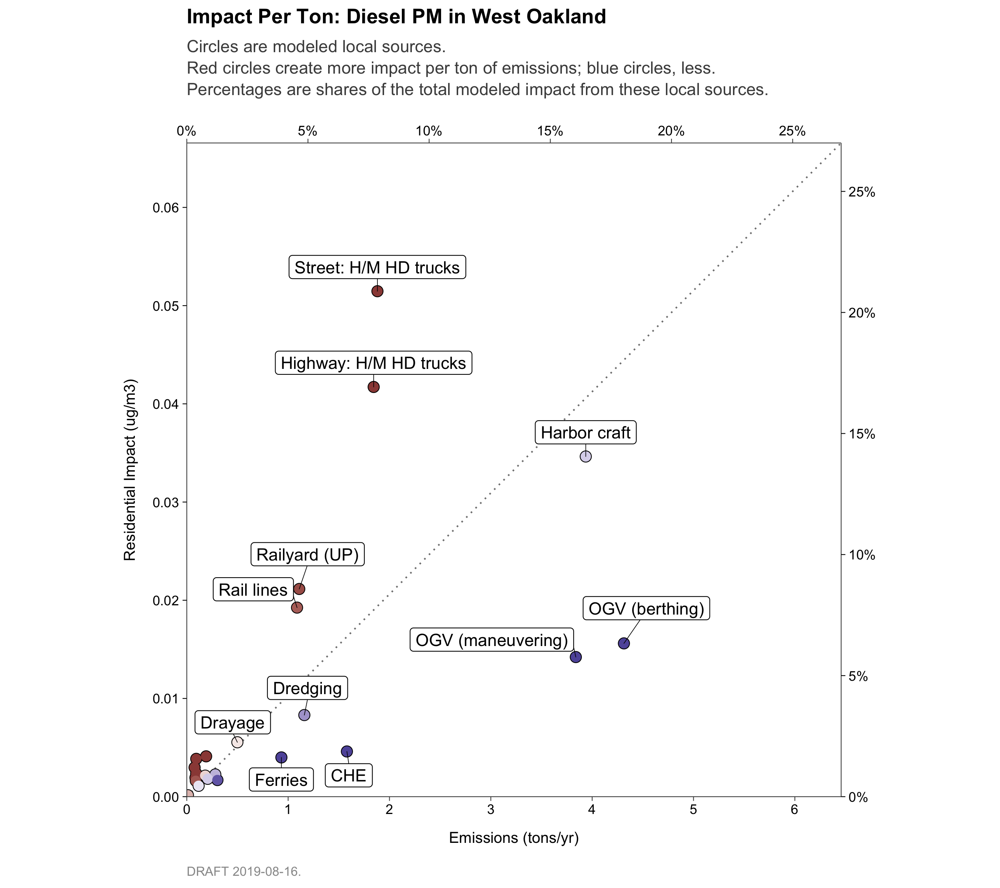 Impact Per Ton: Diesel PM in West Oakland
Circles are modeled local sources.
Red circles create more impact per ton of emissions; blue circles, less.
Percentages are shares of the total modeled impact from these local sources.
0% 5% 10% 15% 20% 25%
25%
0.06
Street: H/M HD trucks
0.05
20%
Highway: H/M HD trucks
0.04
Harbor craft
15%
Residential Impact (ug/m3)
0.03
Railyard (UP)
10%
Rail lines
0.02
OGV (berthing)
OGV (maneuvering)
5%
Dredging
0.01
Drayage
Ferries
CHE
0.00
0%
0 1 2 3 4 5 6
Emissions (tons/yr)
DRAFT 2019-08-16.